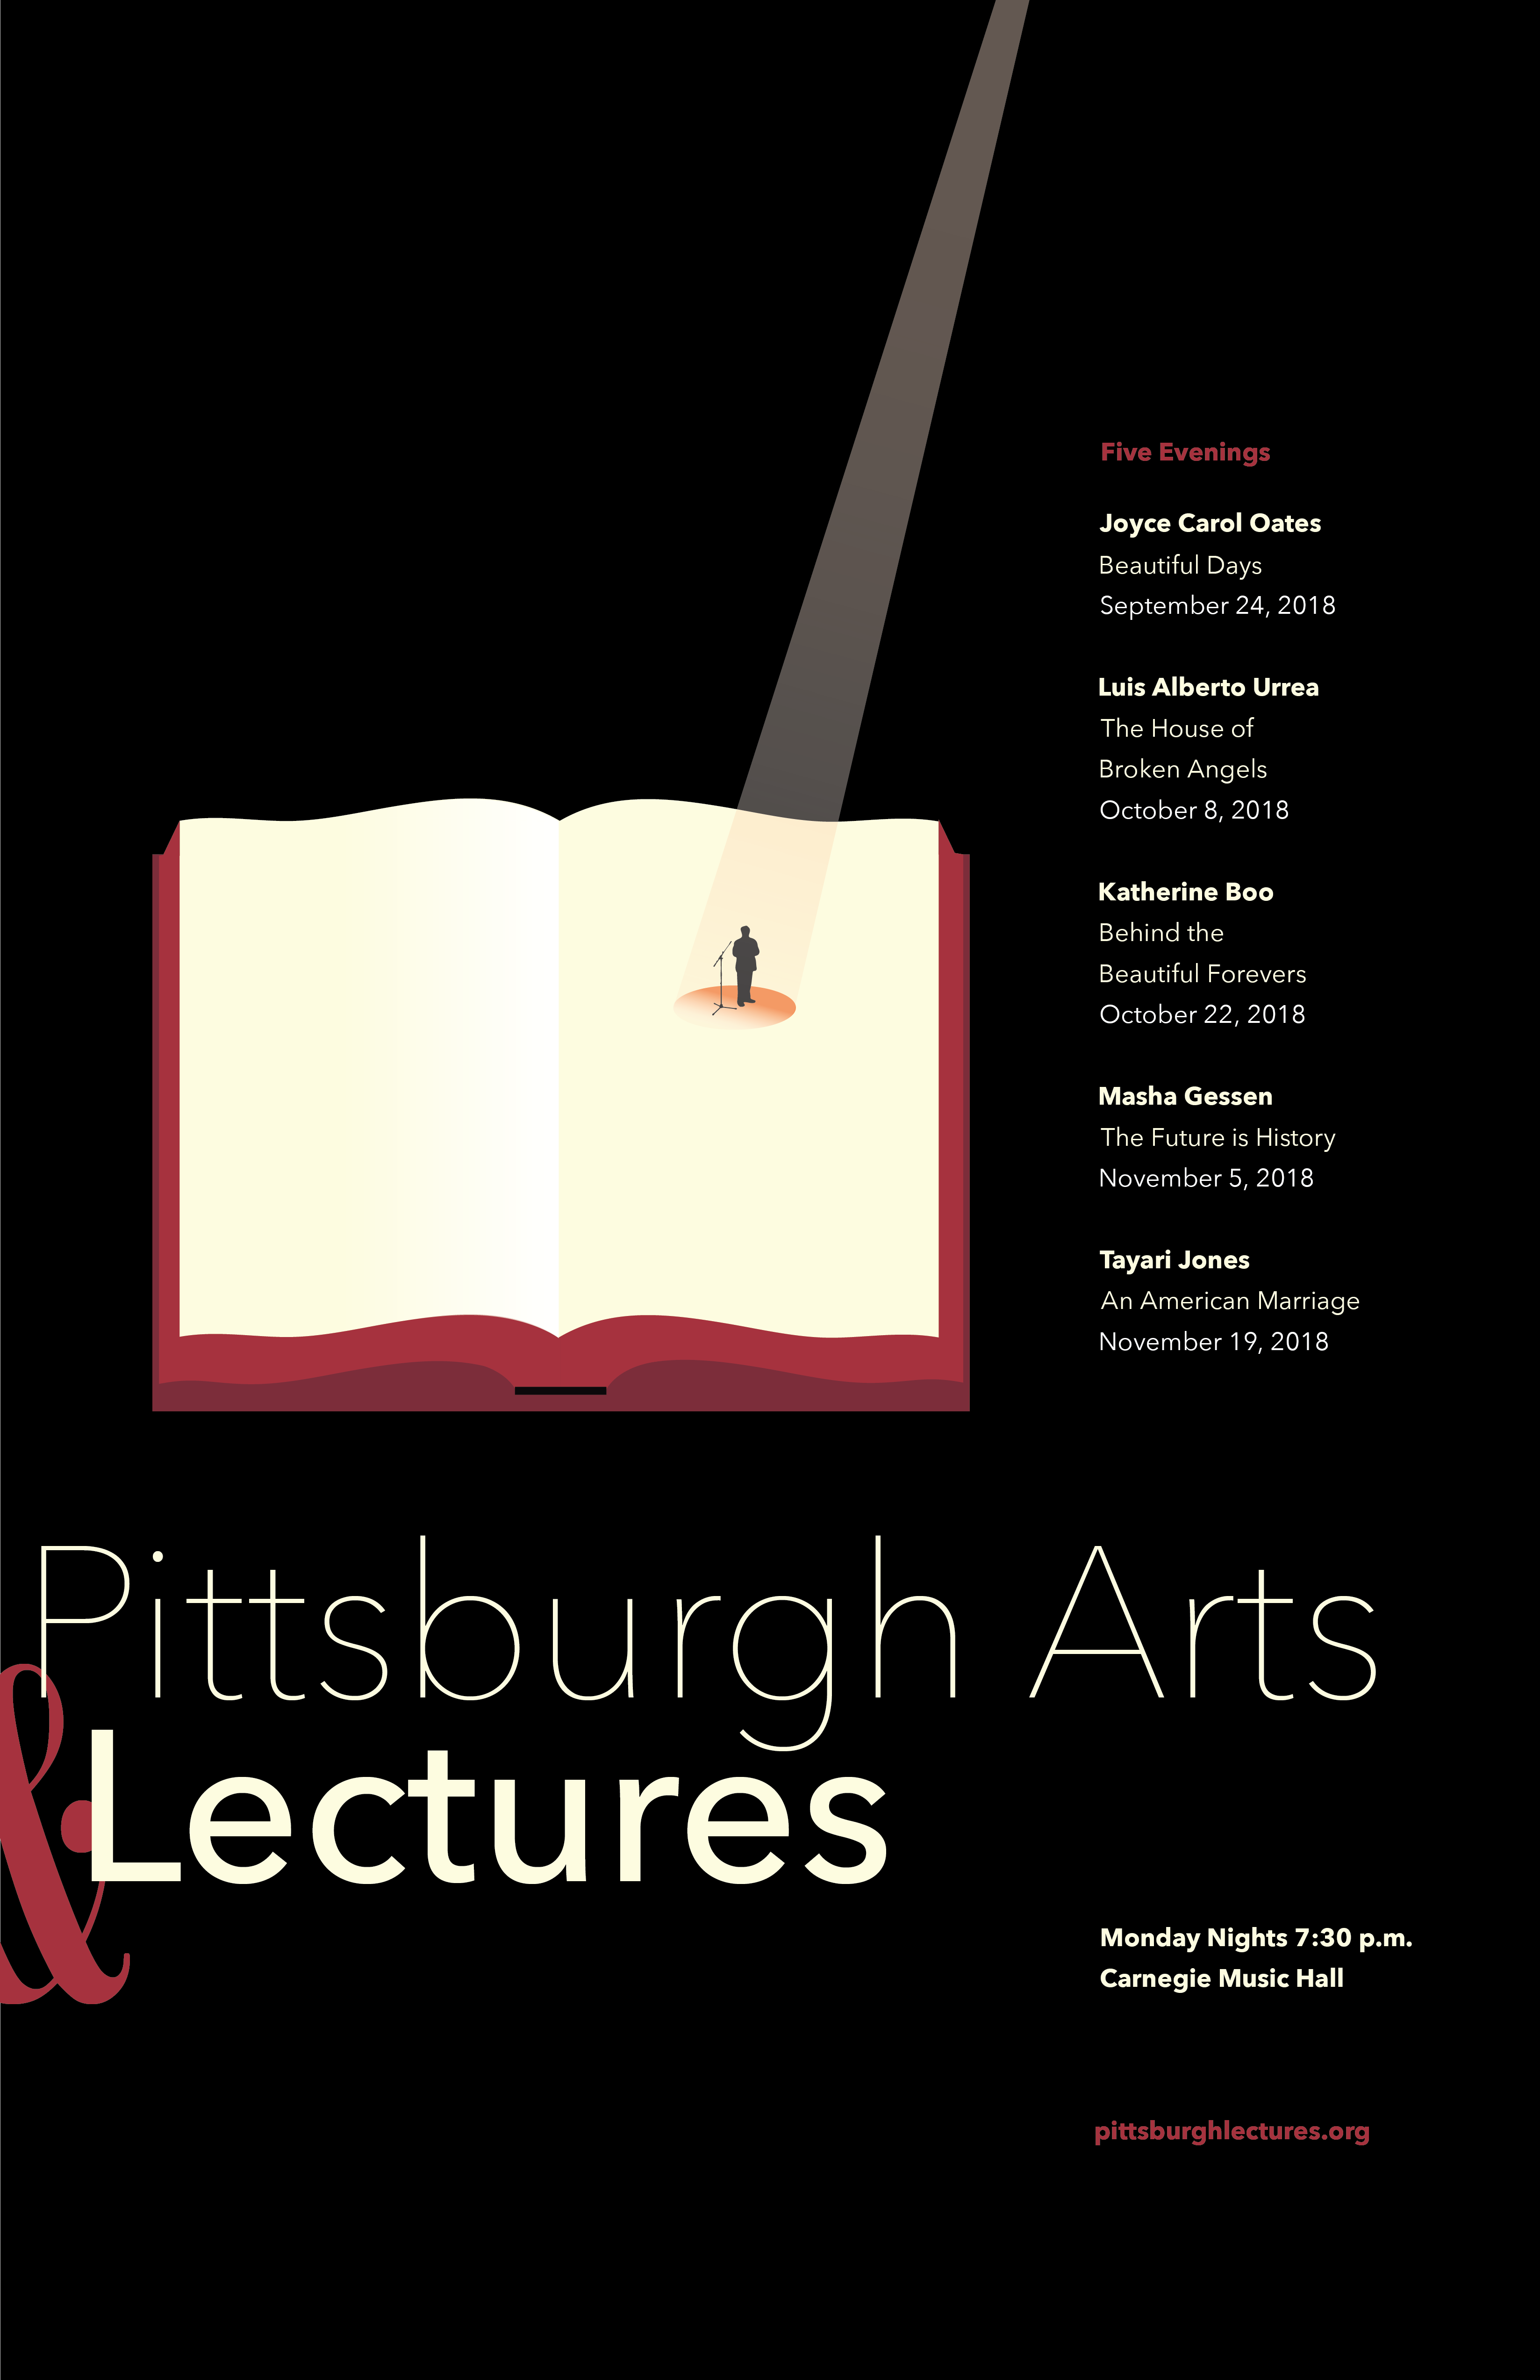 Five Evenings
Joyce Carol Oates
Beautiful Days
September 24, 2018
Luis Alberto Urrea
The House of
Broken Angels
October 8, 2018
Katherine Boo
Behind the
Beautiful Forevers
October 22, 2018
Masha Gessen
The Future is History
November 5, 2018
Tayari Jones
An American Marriage
November 19, 2018
Pittsburgh Arts
& Lectures
Monday Nights 7:30 p.m.
Carnegie Music Hall
pittsburghlectures.org